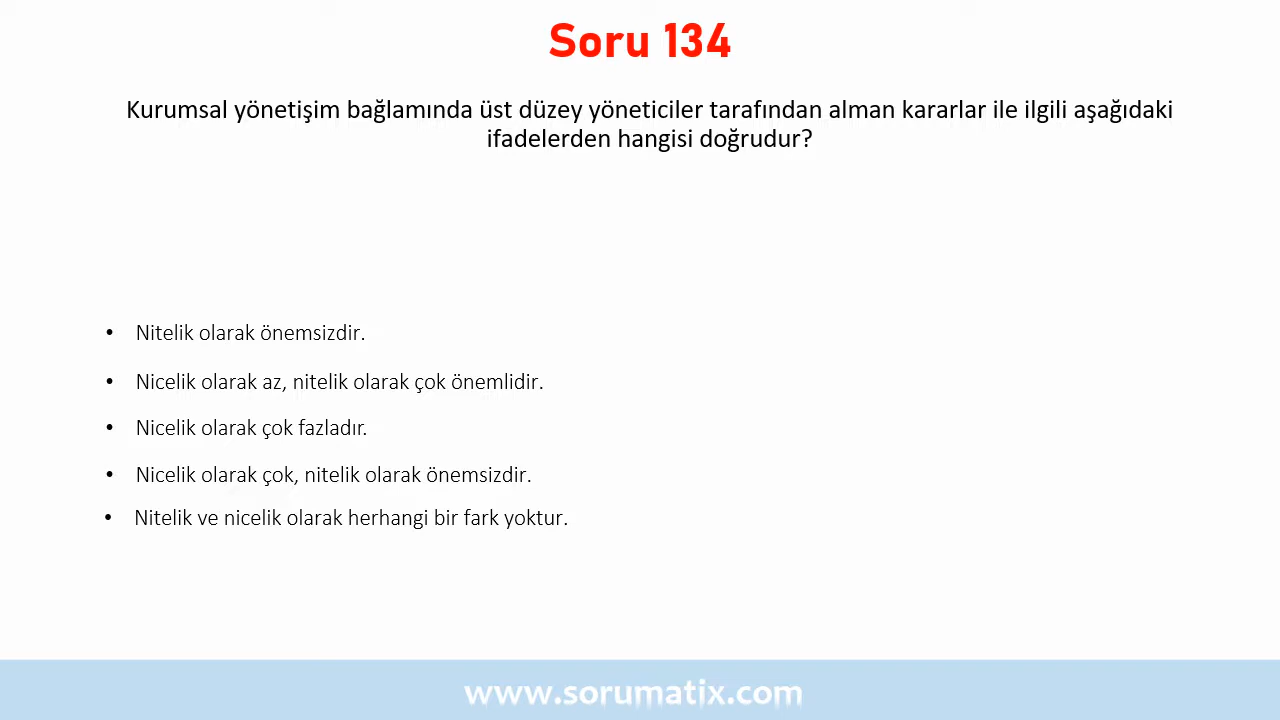 Soru 134
Kurumsal yönetişim bağlamında üst düzey yöneticiler tarafından alman kararlar ile ilgili aşağıdaki
ifadelerden hangisi doğrudur?
• Nitelik olarak önemsizdir.
• Nicelik olarak az, nitelik olarak çok önemlidir.
• Nicelik olarak çok fazladır.
• Nicelik olarak çok, nitelik olarak önemsizdir.
• Nitelik ve nicelik olarak herhangi bir fark yoktur.
www.sorumatix.com